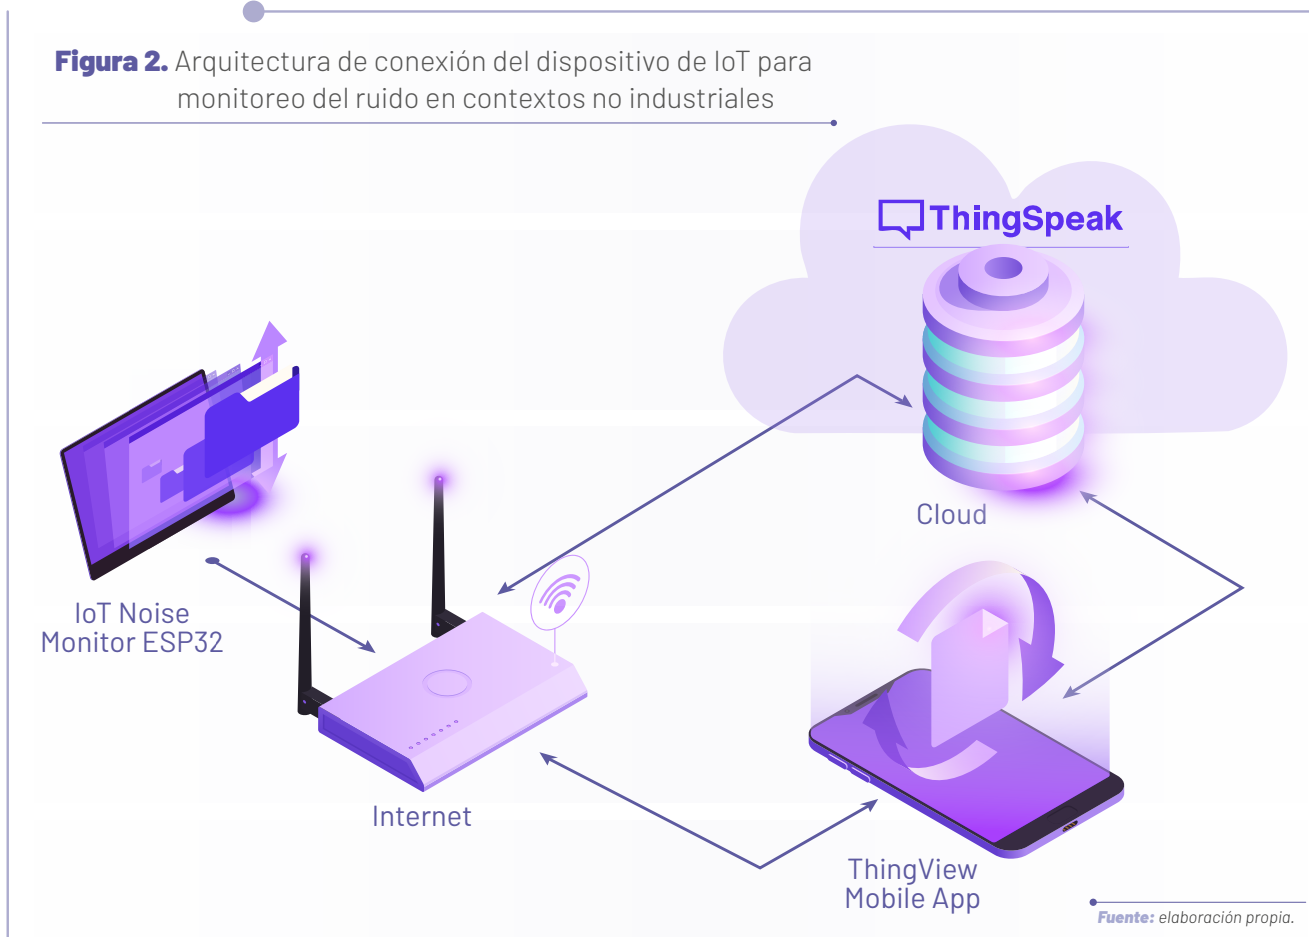 Figura 2. Arquitectura de conexión del dispositivo de IoT para
monitoreo del ruido en contextos no industriales
ThingSpeak
Cloud
IoT Noise
Monitor ESP32
Internet
ThingView
Mobile App
Fuente: elaboración propia.